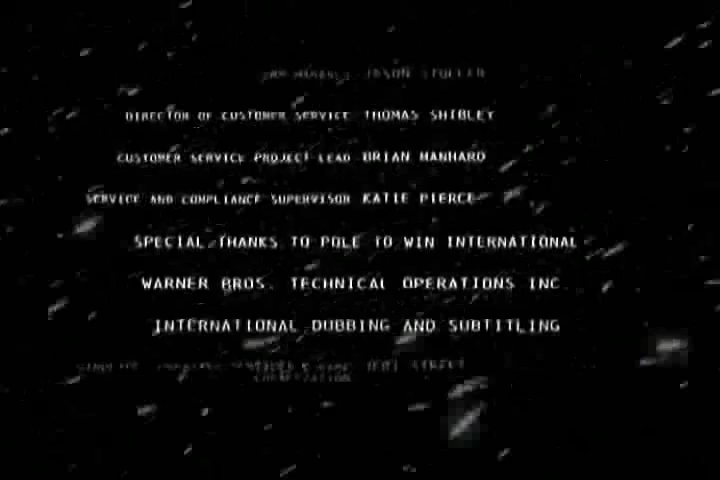 JASON
DIRECTOR OF CUSTOMER SERVICE THOMAS SHIBLEY
CUSTOMER SERVICE PROJECT LEAD BRIAN MANHARD
SERVICE AND COMPLIANCE SUPERVISOR KATIE PIERCE
SPECIAL THANKS TO POLE TO WIN INTERNATIONAL
WARNER BROS. TECHNICAL OPERATIONS INC.
INTERNATIONAL DUBBING AND SUBTITLING